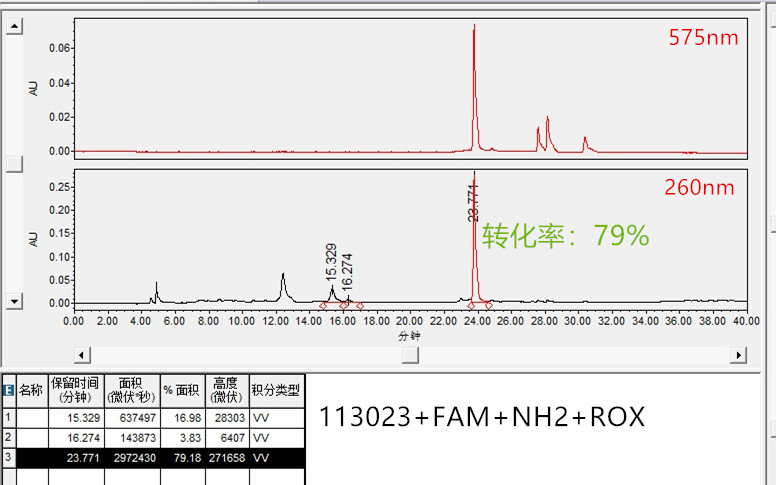 575nm
0.06
0.04
AU
0.02
0.00
260nm
0.25
23.771
0.20
转化率：79%
AU
0.15
0.10
15.329
16.274
0.05
0.00
0.00 2.00 4.00 6.00 8.00 10.00 12.00 14.00 16.00 18.00 20.00 22.00 24.00 26.00 28.00 30.00 32.00 34.00 36.00 38.00 40.00
分钟
E 名称 保留时间 (分钟) 面积 (微伏*秒) % 面积 高度 (微伏) 积分类型
1 15.329 637497 16.98 28303 VV
2 16.274 143873 3.83 6407 VV
3 23.771 2972430 79.18 271658 VV
113023+FAM+NH2+ROX